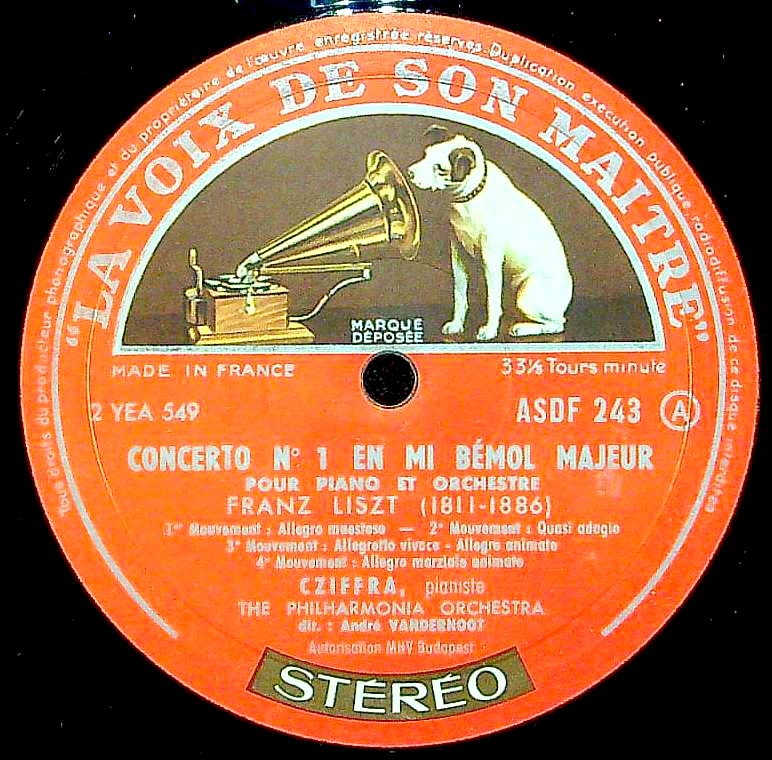 Tous droits du producteur phonographique et du propriétaire de l'œuvre enregistrée réservés. Duplication exécution publique radiodiffusion de ce disque interdites
"LA VOIX DE SON MAITRE"
MARQUE
DÉPOSÉE
MADE IN FRANCE
33⅓ Tours minute
2 YEA 549
ASDF 243 A
CONCERTO N° 1 EN MI BÉMOL MAJEUR
POUR PIANO ET ORCHESTRE
FRANZ LISZT (1811-1886)
1er Mouvement : Allegro maestoso — 2e Mouvement : Quasi adagio
3e Mouvement : Allegretto vivace - Allegro animato
4e Mouvement : Allegro marziale animato
CZIFFRA, pianiste
THE PHILHARMONIA ORCHESTRA
dir. : André VANDERNOOT
Autorisation MHV Budapest
STÉRÉO